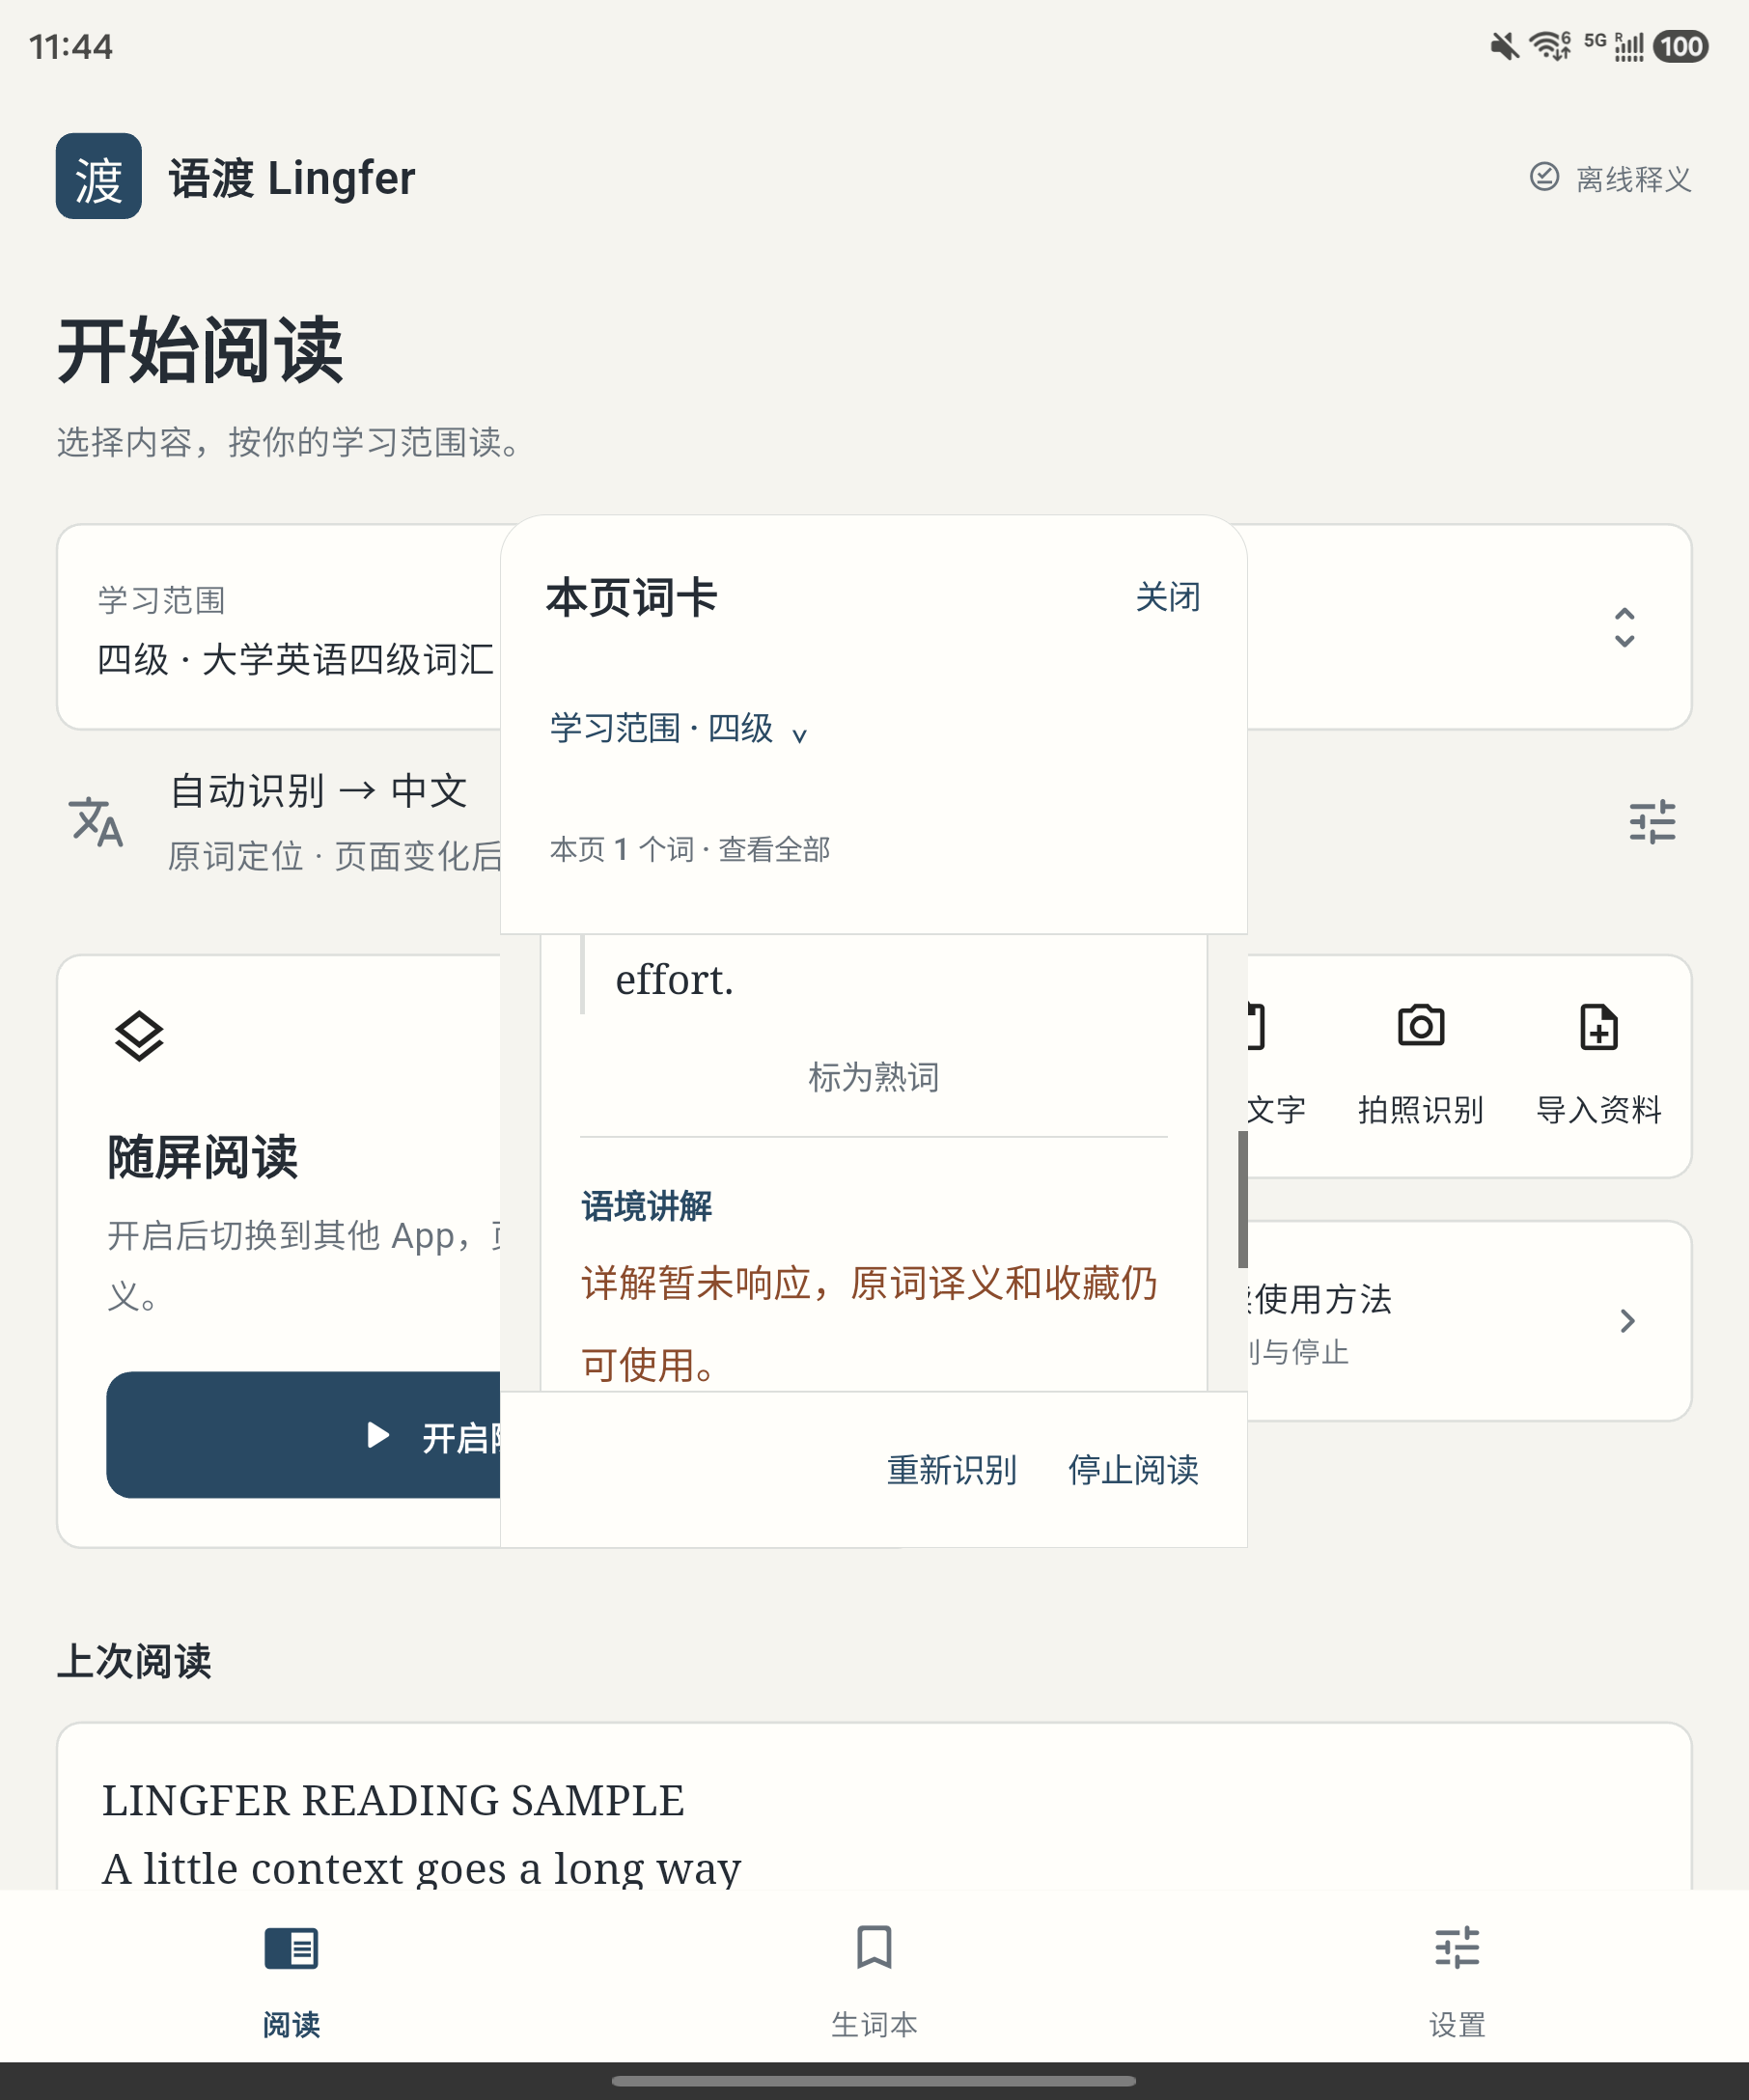 11:44
6 5G R 100
渡 语渡 Lingfer
离线释义
开始阅读
选择内容，按你的学习范围读。
学习范围
四级 · 大学英语四级词汇
自动识别 → 中文
原词定位 · 页面变化后
本页词卡
关闭
学习范围 · 四级
本页 1 个词 · 查看全部
effort.
标为熟词
语境讲解
详解暂未响应，原词译义和收藏仍
可使用。
重新识别 停止阅读
随屏阅读
开启后切换到其他 App，
义。
开启
文字 拍照识别 导入资料
使用方法
与停止
上次阅读
LINGFER READING SAMPLE
A little context goes a long way
阅读 生词本 设置